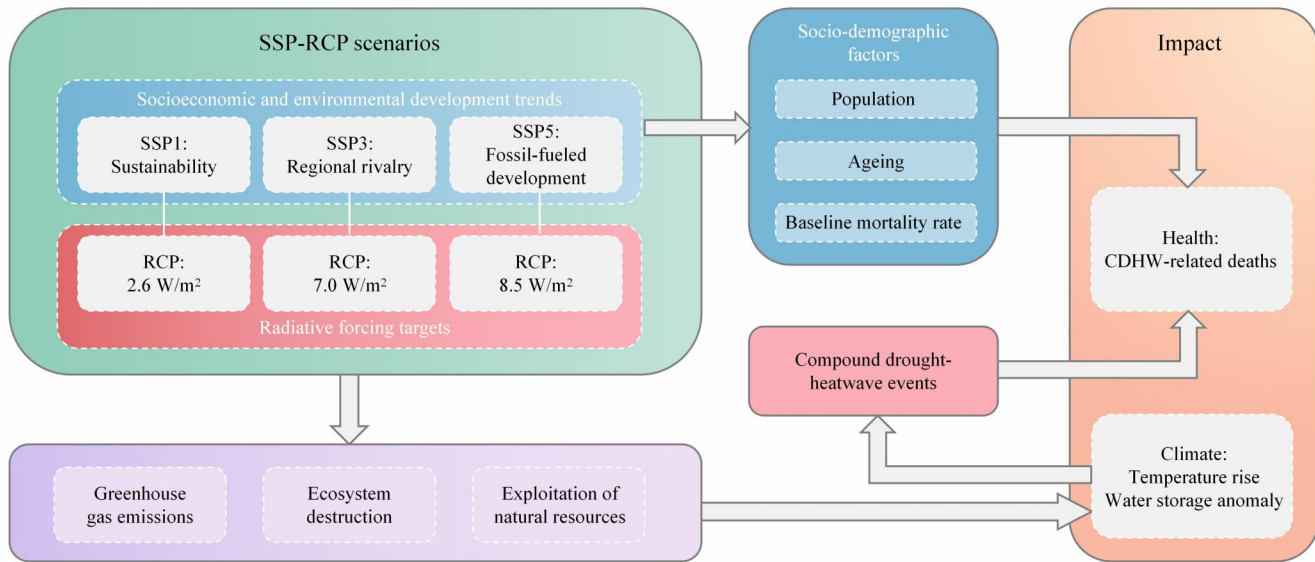 SSP-RCP scenarios
Socioeconomic and environmental development trends
SSP1:
Sustainability
SSP3:
Regional rivalry
SSP5:
Fossil-fueled
development
RCP:
2.6 W/m²
RCP:
7.0 W/m²
RCP:
8.5 W/m²
Radiative forcing targets
Socio-demographic
factors
Population
Ageing
Baseline mortality rate
Impact
Health:
CDHW-related deaths
Compound drought-
heatwave events
Climate:
Temperature rise
Water storage anomaly
Greenhouse
gas emissions
Ecosystem
destruction
Exploitation of
natural resources